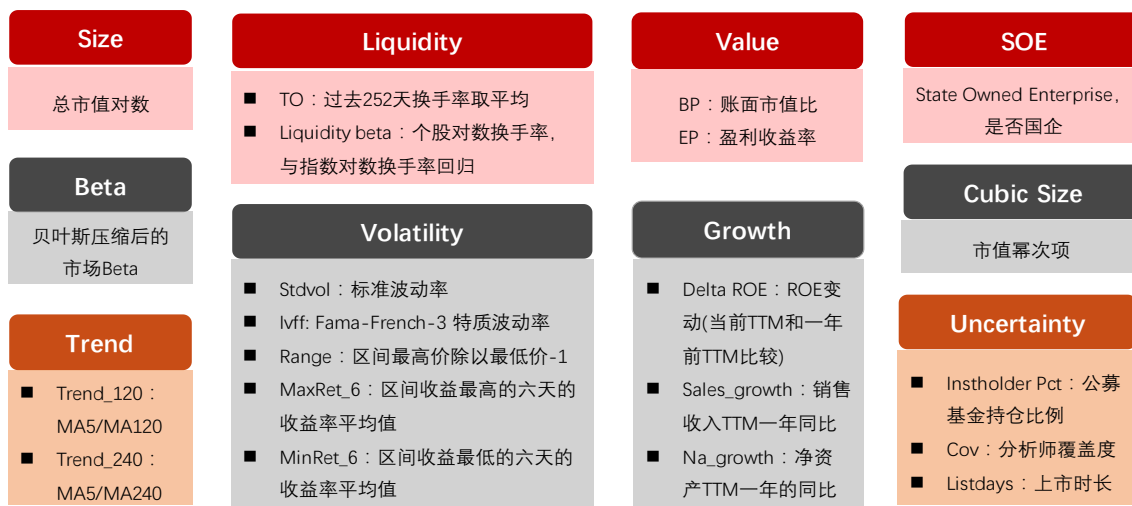 Size
总市值对数
Beta
贝叶斯压缩后的
市场Beta
Trend
■ Trend_120：
MA5/MA120
■ Trend_240：
MA5/MA240
Liquidity
■ TO：过去252天换手率取平均
■ Liquidity beta：个股对数换手率，
与指数对数换手率回归
Volatility
■ Stdvol：标准波动率
■ Ivff: Fama-French-3 特质波动率
■ Range：区间最高价除以最低价-1
■ MaxRet_6：区间收益最高的六天的
收益率平均值
■ MinRet_6：区间收益最低的六天的
收益率平均值
Value
BP：账面市值比
EP：盈利收益率
Growth
■ Delta ROE：ROE变
动(当前TTM和一年
前TTM比较)
■ Sales_growth：销售
收入TTM一年同比
■ Na_growth：净资
产TTM一年的同比
SOE
State Owned Enterprise，
是否国企
Cubic Size
市值幂次项
Uncertainty
■ Instholder Pct：公募
基金持仓比例
■ Cov：分析师覆盖度
■ Listdays：上市时长